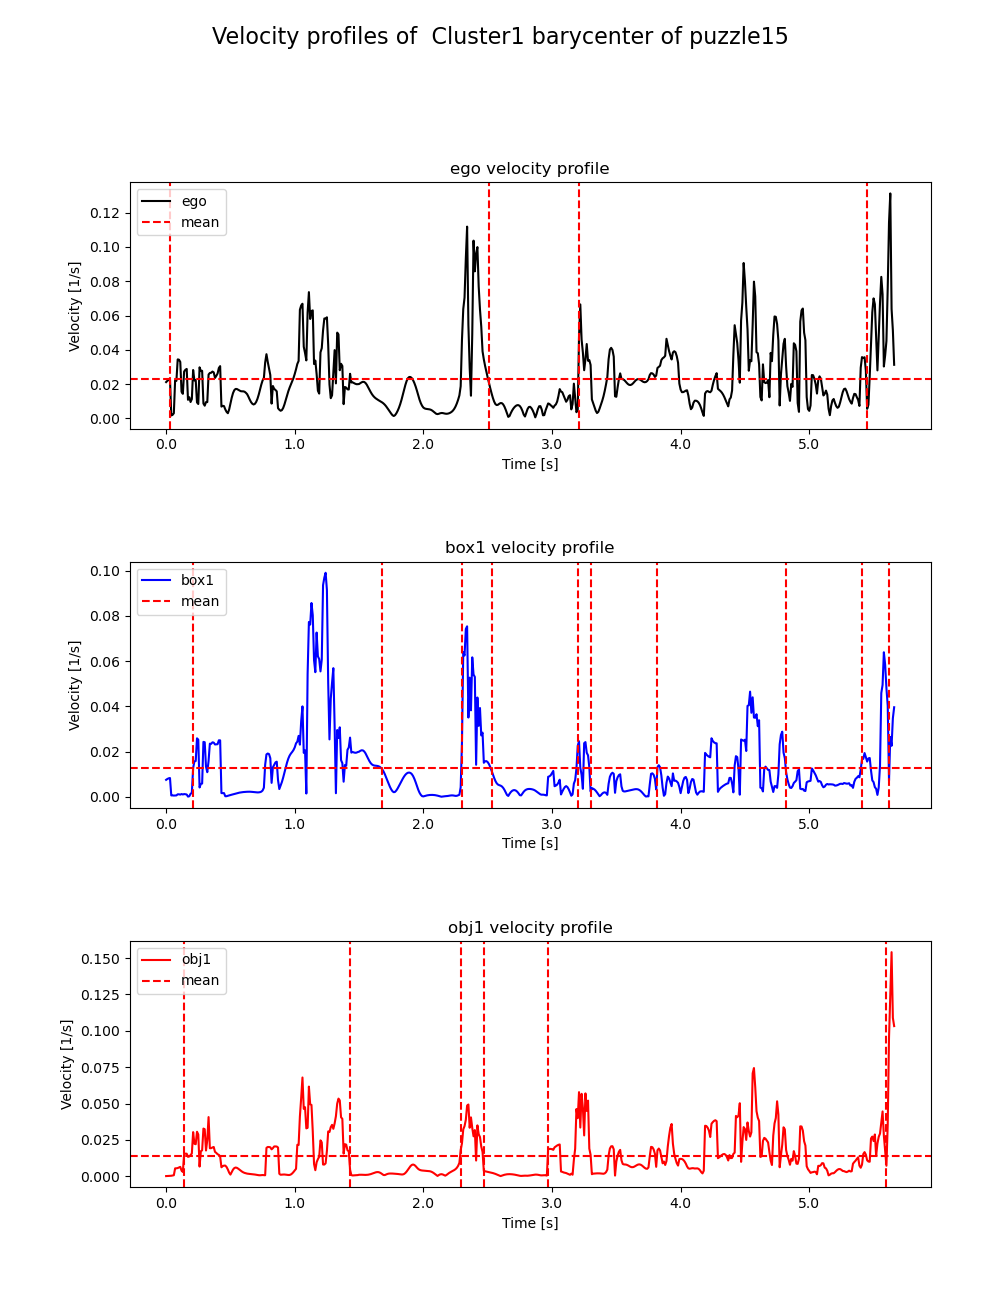 Velocity profiles of  Cluster1 barycenter of puzzle15
ego velocity profile
ego
mean
Velocity [1/s]
0.12
0.10
0.08
0.06
0.04
0.02
0.00
0.0 1.0 2.0 3.0 4.0 5.0
Time [s]
box1 velocity profile
box1
mean
Velocity [1/s]
0.10
0.08
0.06
0.04
0.02
0.00
0.0 1.0 2.0 3.0 4.0 5.0
Time [s]
obj1 velocity profile
obj1
mean
Velocity [1/s]
0.150
0.125
0.100
0.075
0.050
0.025
0.000
0.0 1.0 2.0 3.0 4.0 5.0
Time [s]